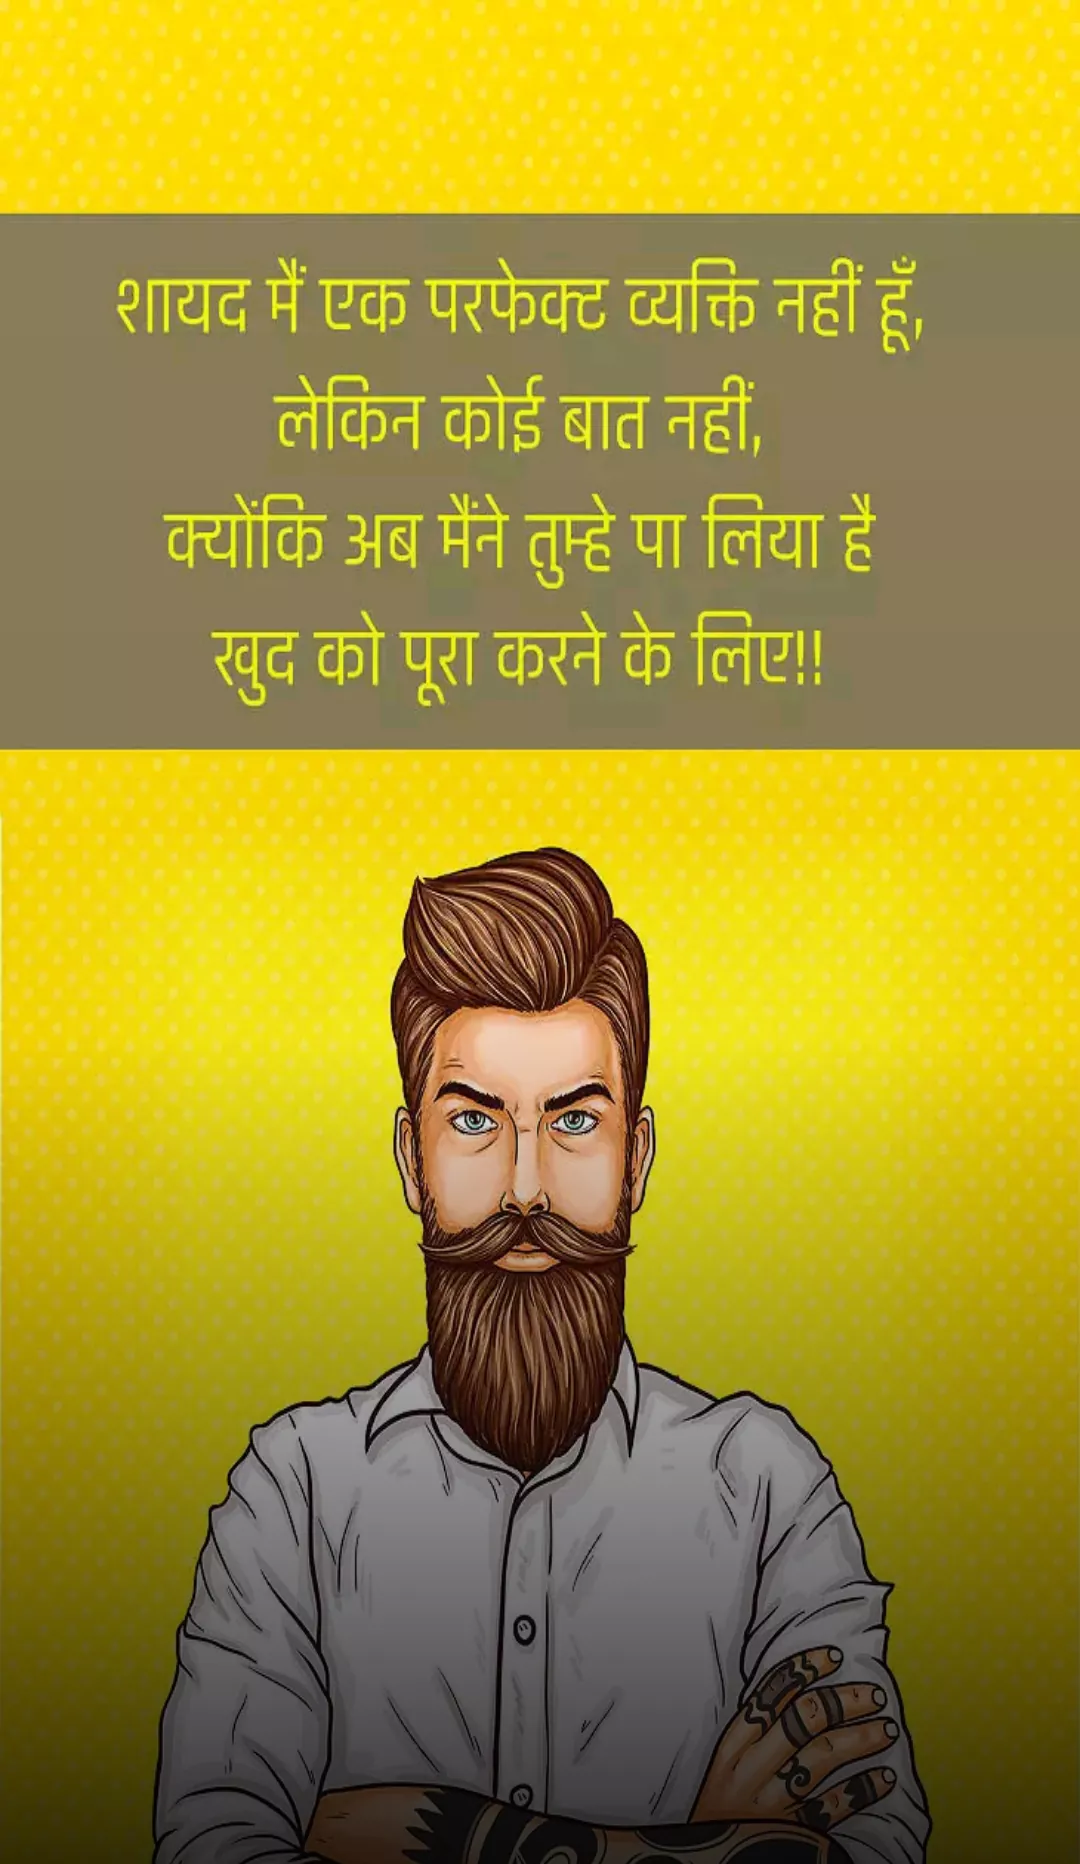 शायद मैं एक परफेक्ट व्यक्ति नहीं हूँ,
लेकिन कोई बात नहीं,
क्योंकि अब मैंने तुम्हे पा लिया है
खुद को पूरा करने के लिए!!